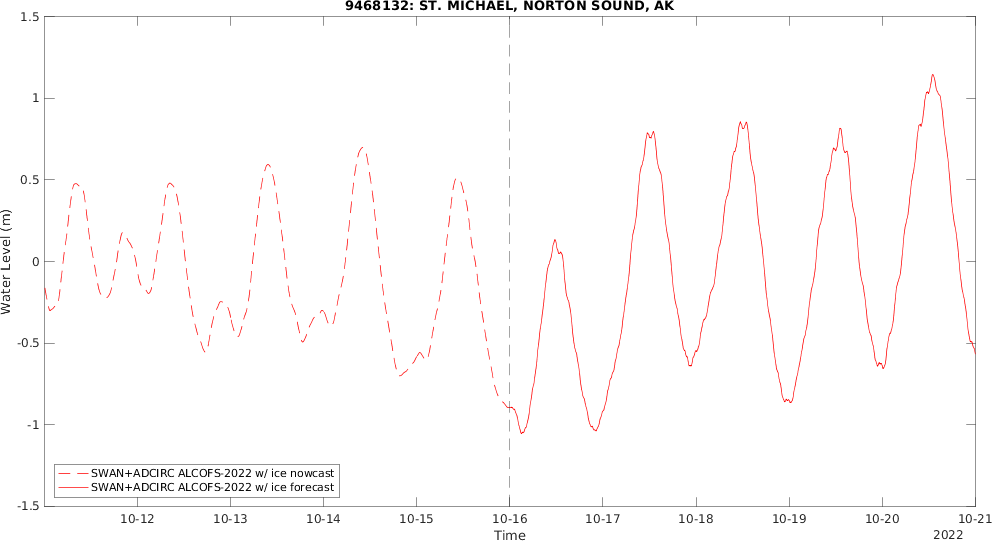 9468132: ST. MICHAEL, NORTON SOUND, AK
1.5
1
0.5
0
-0.5
-1
-1.5
Water Level (m)
SWAN+ADCIRC ALCOFS-2022 w/ ice nowcast
SWAN+ADCIRC ALCOFS-2022 w/ ice forecast
10-12 10-13 10-14 10-15 10-16 10-17 10-18 10-19 10-20 10-21
Time
2022